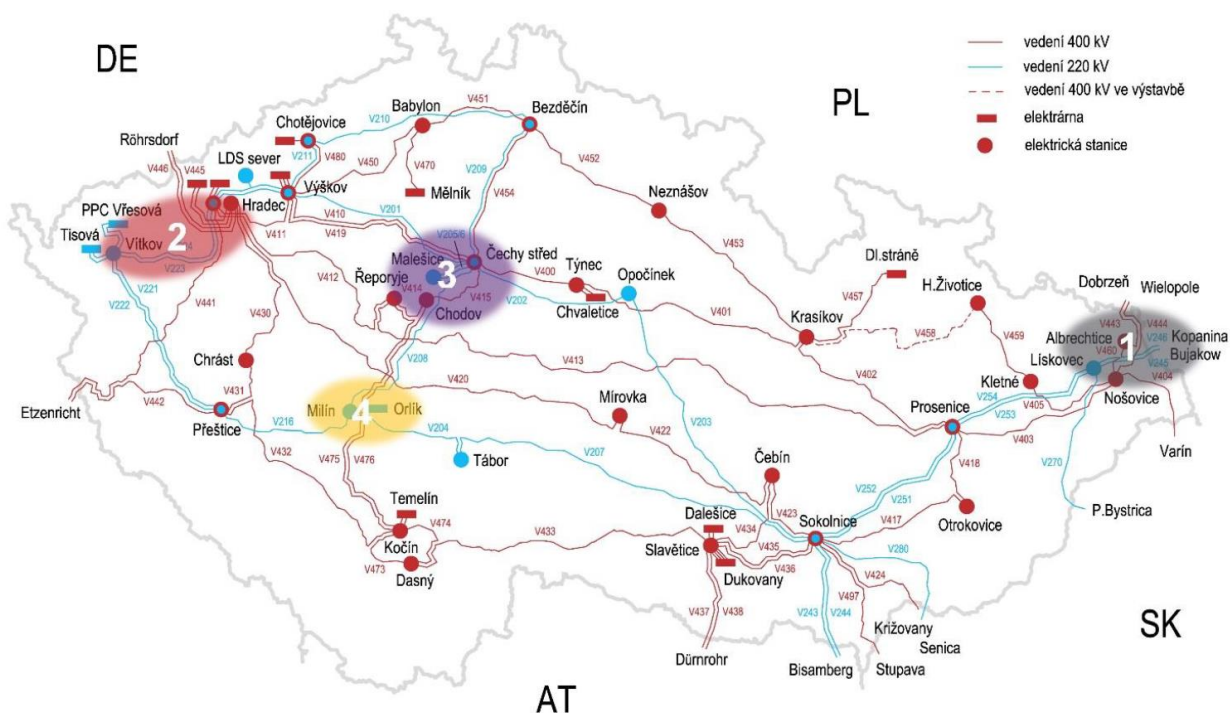 DE
PL
SK
AT
vedení 400 kV
vedení 220 kV
vedení 400 kV ve výstavbě
elektrárna
elektrická stanice
V451
Babylon
Bezděčín
V210
Chotějovice
Röhrsdorf
LDS sever
V211
V480
V450
V470
V209
V454
V452
V446
V445
Výškov
Mělník
Neznášov
Hradec
V410
V201
PPC Vřesová
Tisová
Vítkov
2
V223
V411
V419
V205/6
Čechy střed
V453
Malešice
3
V400
Týnec
Opočínek
Dl.stráně
V221
V222
V441
V412
Řeporyje
V414
V415
Chodov
V202
Chvaletice
V401
Krasíkov
V457
H.Životice
Dobrzeń
Wielopole
V430
V458
V459
V443
V444
Albrechtice
1
V246
Kopanina
V460
Bujakow
V245
Lískovec
Chrást
V208
V413
V402
Kletné
V405
V404
Nošovice
V431
V420
Mírovka
Prosenice
V254
V253
V403
Etzenricht
V442
Přeštice
Milín
4
Orlík
V203
Varín
V216
V204
V422
V432
V475
V476
Tábor
V207
Čebín
V418
V270
V252
V251
Temelín
V423
Sokolnice
V417
Otrokovice
P.Bystrica
V474
V433
Dalešice
V434
Kočín
Slavětice
V435
V280
V473
Dasný
Dukovany
V436
V424
V497
V437
V438
V243
V244
Križovany
Senica
Dürnrohr
Bisamberg
Stupava